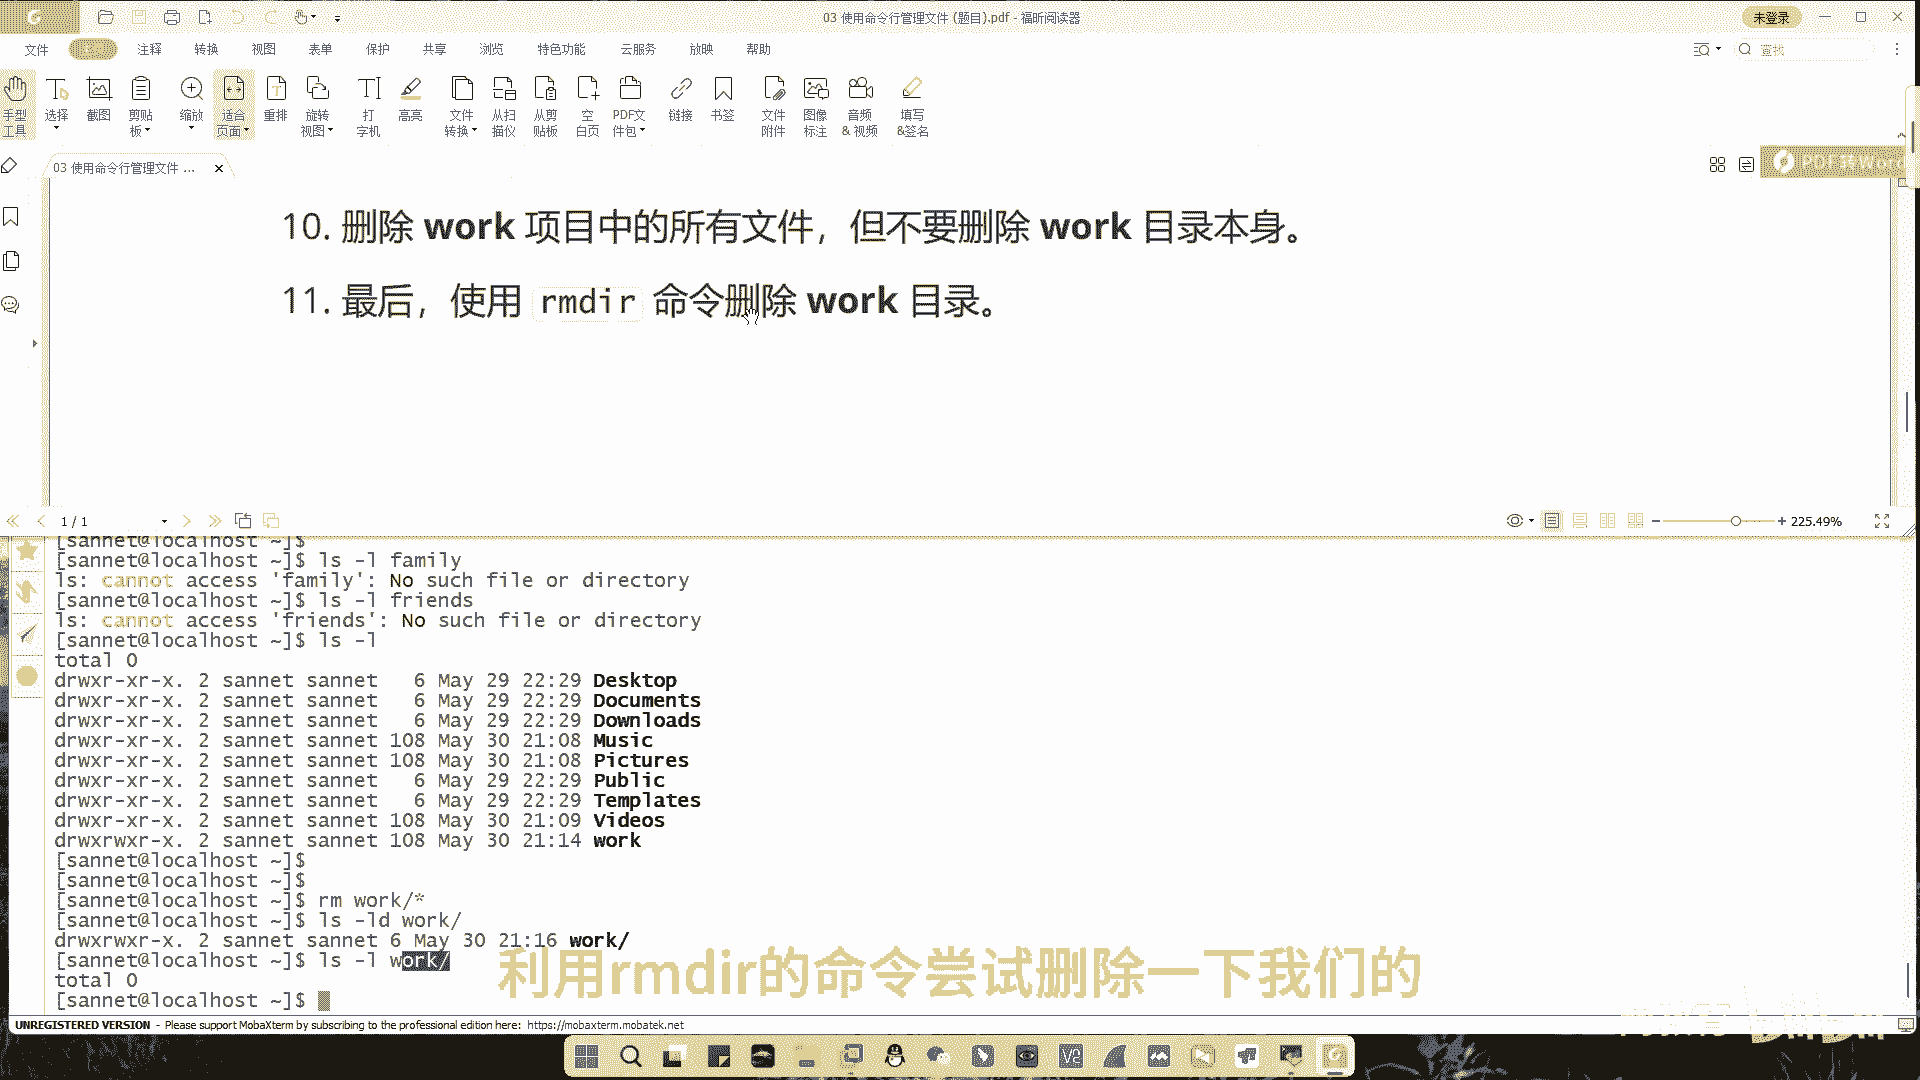 03 使用命令行管理文件 (题目).pdf - 福昕阅读器
未登录
文件 注释 转换 视图 表单 保护 共享 浏览 特色功能 云服务 放映 帮助
查找
手型工具 选择 截图 剪贴板 缩放 适合页面 重排 旋转视图 打字机 高亮 文件转换 从扫描仪 从剪贴板 空白页 PDF文件包 链接 书签 文件附件 图像标注 音频&视频 填写&签名
03 使用命令行管理文件 ...
PDF转Word
10. 删除 work 项目中的所有文件，但不要删除 work 目录本身。
11. 最后，使用 rmdir 命令删除 work 目录。
1 / 1
225.49%
[sannet@localhost ~]$
[sannet@localhost ~]$ ls -l family
ls: cannot access 'family': No such file or directory
[sannet@localhost ~]$ ls -l friends
ls: cannot access 'friends': No such file or directory
[sannet@localhost ~]$ ls -l
total 0
drwxr-xr-x. 2 sannet sannet   6 May 29 22:29 Desktop
drwxr-xr-x. 2 sannet sannet   6 May 29 22:29 Documents
drwxr-xr-x. 2 sannet sannet   6 May 29 22:29 Downloads
drwxr-xr-x. 2 sannet sannet 108 May 30 21:08 Music
drwxr-xr-x. 2 sannet sannet 108 May 30 21:08 Pictures
drwxr-xr-x. 2 sannet sannet   6 May 29 22:29 Public
drwxr-xr-x. 2 sannet sannet   6 May 29 22:29 Templates
drwxr-xr-x. 2 sannet sannet 108 May 30 21:09 Videos
drwxrwxr-x. 2 sannet sannet 108 May 30 21:14 work
[sannet@localhost ~]$
[sannet@localhost ~]$
[sannet@localhost ~]$ rm work/*
[sannet@localhost ~]$ ls -ld work/
drwxrwxr-x. 2 sannet sannet 6 May 30 21:16 work/
[sannet@localhost ~]$ ls -l work/
total 0
[sannet@localhost ~]$
利用rmdir的命令尝试删除一下我们的
UNREGISTERED VERSION - Please support MobaXterm by subscribing to the professional edition here: https://mobaxterm.mobatek.net